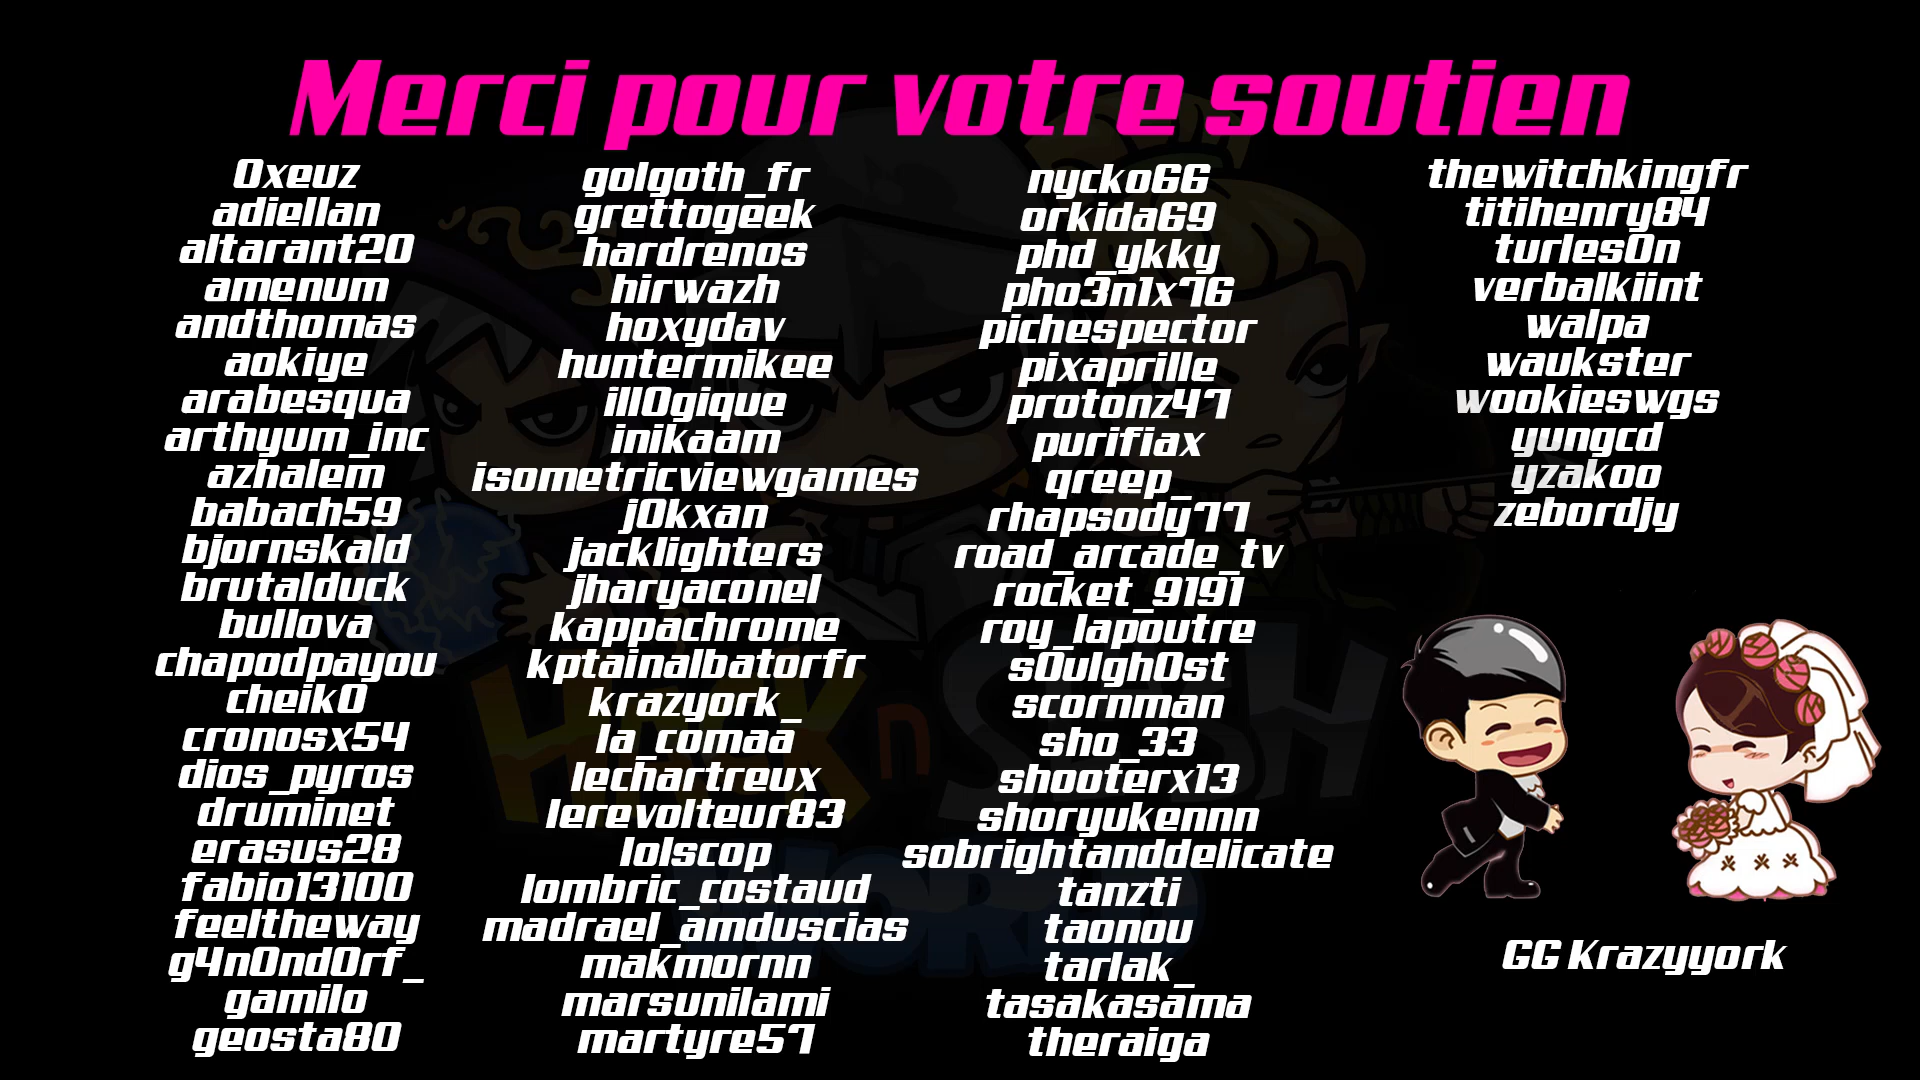 Merci pour votre soutien
0xeuz
adiellan
altarant20
amenum
andthomas
aokiye
arabesqua
arthyum_inc
azhalem
babach59
bjornskald
brutalduck
bullova
chapodpayou
cheik0
cronosx54
dios_pyros
druminet
erasus28
fabio13100
feeltheway
g4n0nd0rf_
gamilo
geosta80
golgoth_fr
grettogeek
hardrenos
hirwazh
hoxydav
huntermikee
ill0gique
inikaam
isometricviewgames
j0kxan
jacklighters
jharyaconel
kappachrome
kptainalbatorfr
krazyork_
la_comaa
lechartreux
lerevolteur83
lolscop
lombric_costaud
madrael_amduscias
makmornn
marsunilami
martyre57
nycko66
orkida69
phd_ykky
pho3n1x76
pichespector
pixaprille
protonz47
purifiax
qreep_
rhapsody77
road_arcade_tv
rocket_9191
roy_lapoutre
s0ulgh0st
scornman
sho_33
shooterx13
shoryukennn
sobrightanddelicate
tanzti
taonou
tarlak_
tasakasama
theraiga
thewitchkingfr
titihenry84
turles0n
verbalkiint
walpa
waukster
wookieswgs
yungcd
yzakoo
zebordjy
GG Krazyyork
HACK n SLASH
WORLD